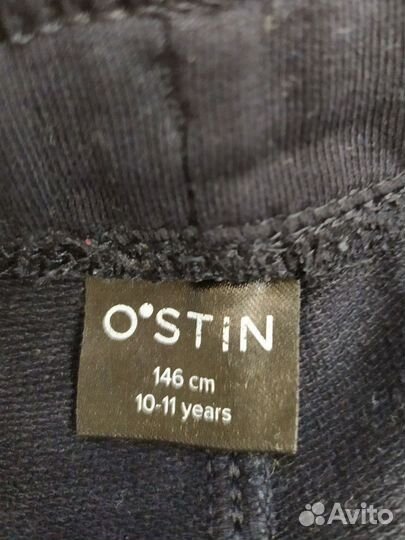 O'STiN
146 cm
10-11 years
Avito